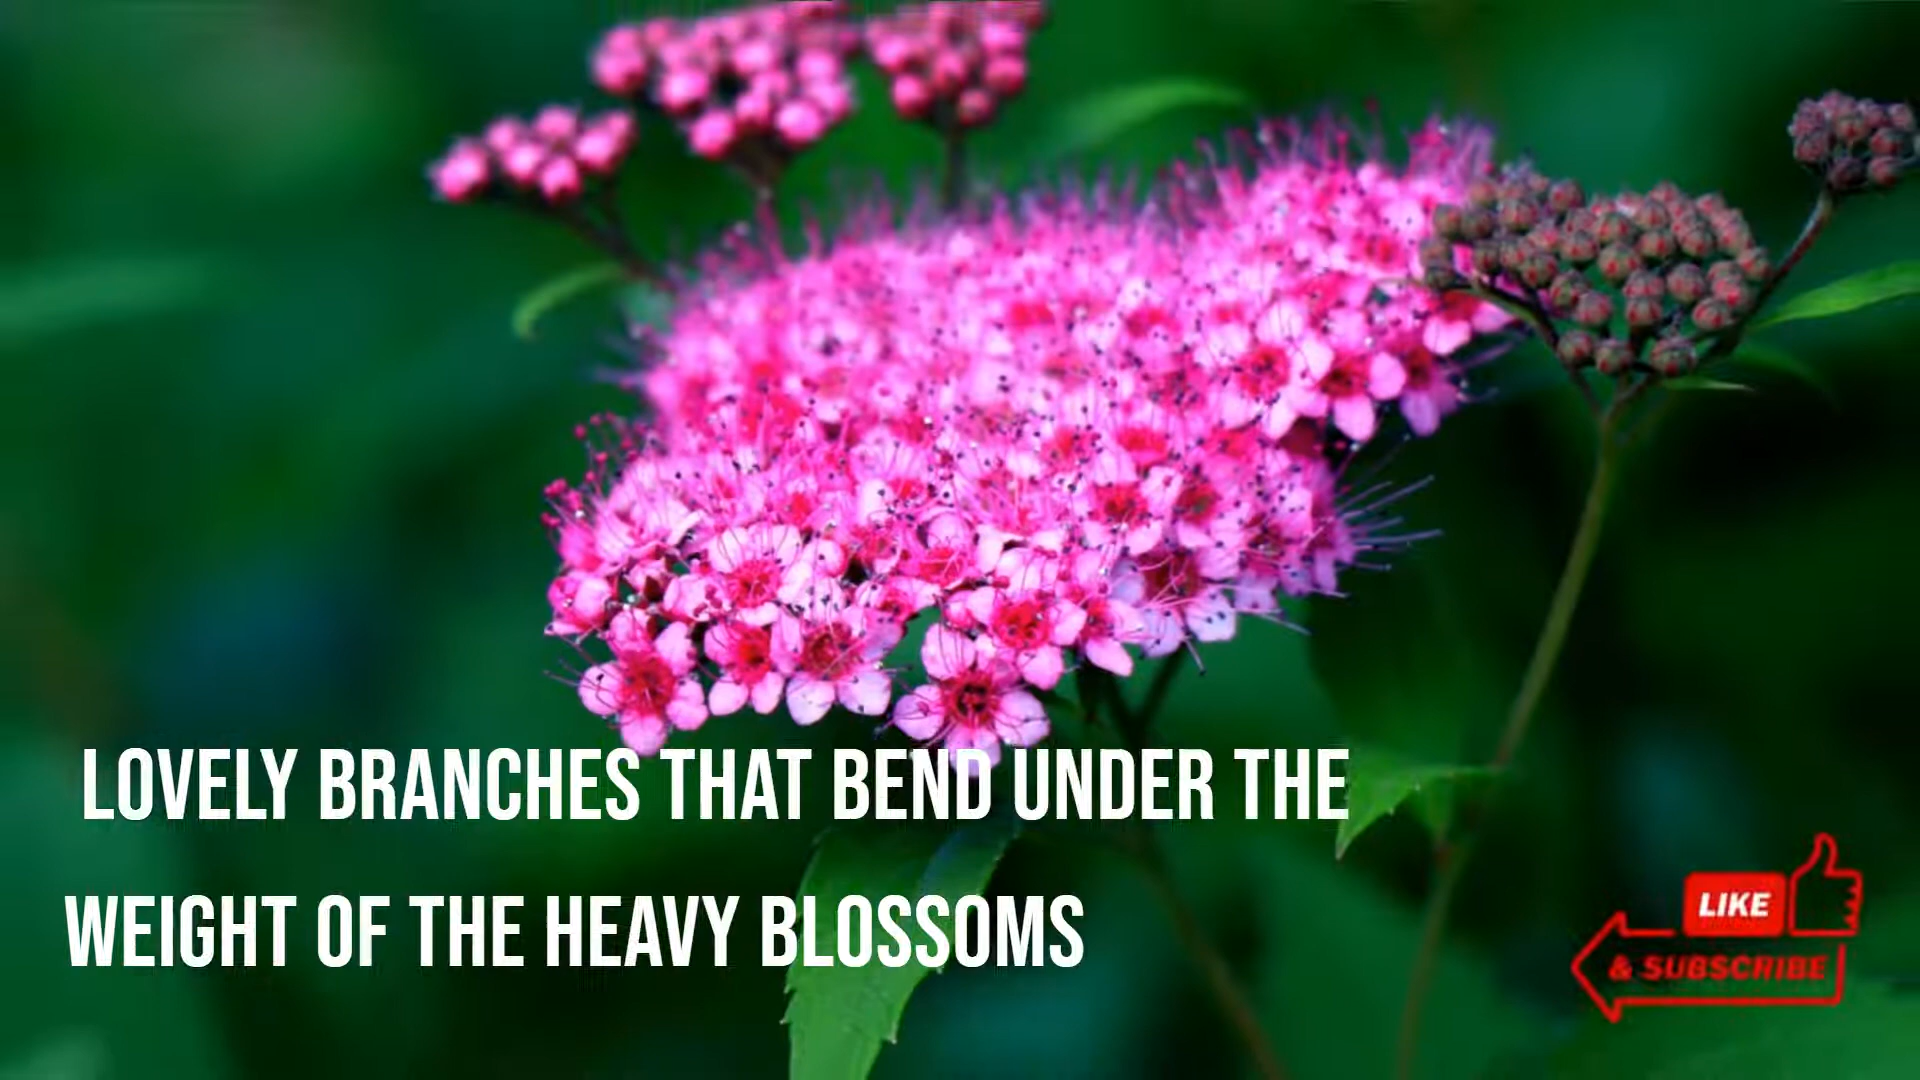 LOVELY BRANCHES THAT BEND UNDER THE
WEIGHT OF THE HEAVY BLOSSOMS
LIKE
& SUBSCRIBE